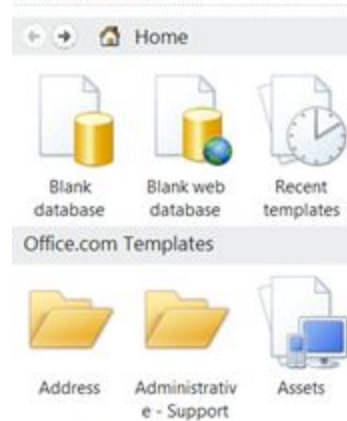 Home
Blank Blank web Recent
database database templates
Office.com Templates
Address Administrativ Assets
e - Support